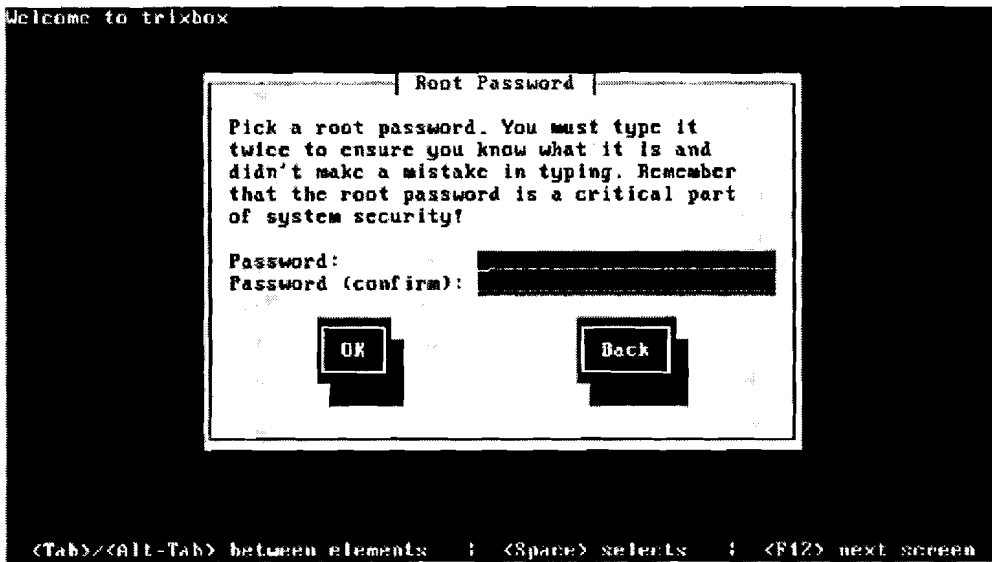 Welcome to trixbox
Root Password
Pick a root password. You must type it
twice to ensure you know what it is and
didn't make a mistake in typing. Remember
that the root password is a critical part
of system security!
Password:
Password (confirm):
OK Back
<Tab>/<Alt-Tab> between elements | <Space> selects | <F12> next screen